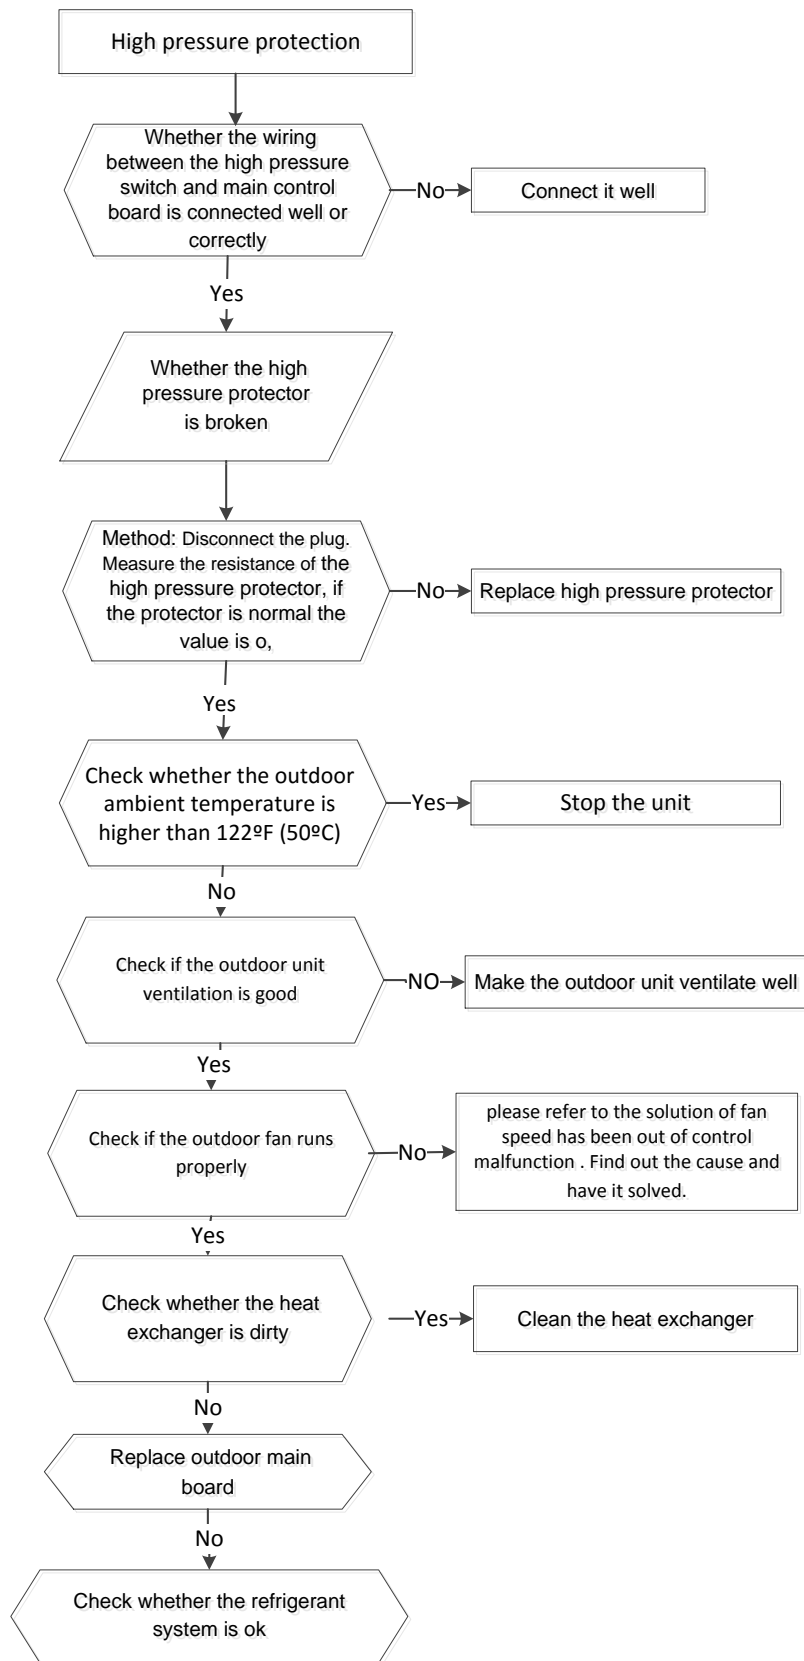 High pressure protection
Whether the wiring
between the high pressure
switch and main control
board is connected well or
correctly
No
Connect it well
Yes
Whether the high
pressure protector
is broken
Method: Disconnect the plug.
Measure the resistance of the
high pressure protector, if
the protector is normal the
value is o,
No
Replace high pressure protector
Yes
Check whether the outdoor
ambient temperature is
higher than 122ºF (50ºC)
Yes
Stop the unit
No
Check if the outdoor unit
ventilation is good
NO
Make the outdoor unit ventilate well
Yes
Check if the outdoor fan runs
properly
No
please refer to the solution of fan
speed has been out of control
malfunction . Find out the cause and
have it solved.
Yes
Check whether the heat
exchanger is dirty
Yes
Clean the heat exchanger
No
Replace outdoor main
board
No
Check whether the refrigerant
system is ok